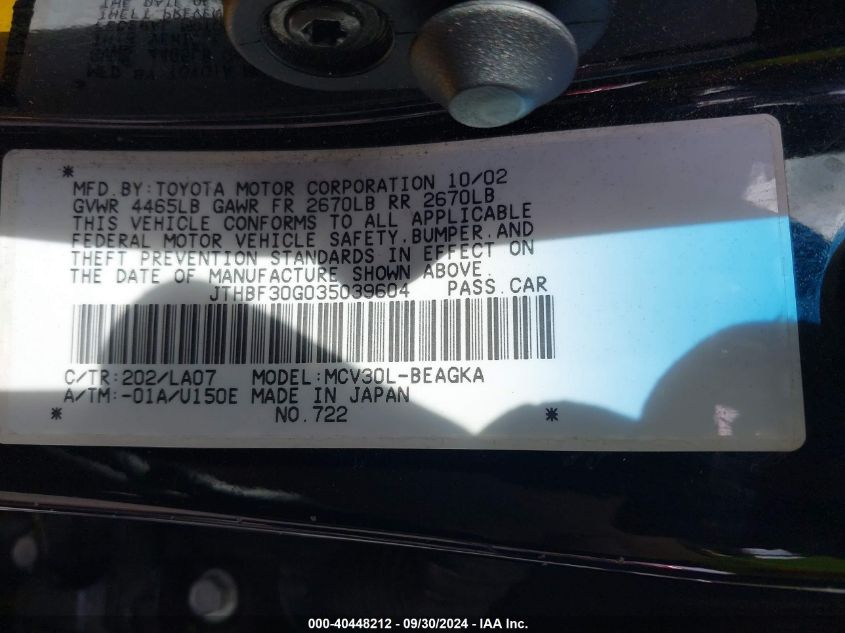 *
MFD.BY:TOYOTA MOTOR CORPORATION 10/02
GVWR 4465LB GAWR FR 2670LB RR 2670LB
THIS VEHICLE CONFORMS TO ALL APPLICABLE
FEDERAL MOTOR VEHICLE SAFETY,BUMPER,AND
THEFT PREVENTION STANDARDS IN EFFECT ON
THE DATE OF MANUFACTURE SHOWN ABOVE.
JTHBF30G035039604 PASS.CAR
C/TR:202/LA07 MODEL:MCV30L-BEAGKA
A/TM:-01A/U150E MADE IN JAPAN
* NO.722 *
000-40448212 - 09/30/2024 - IAA Inc.